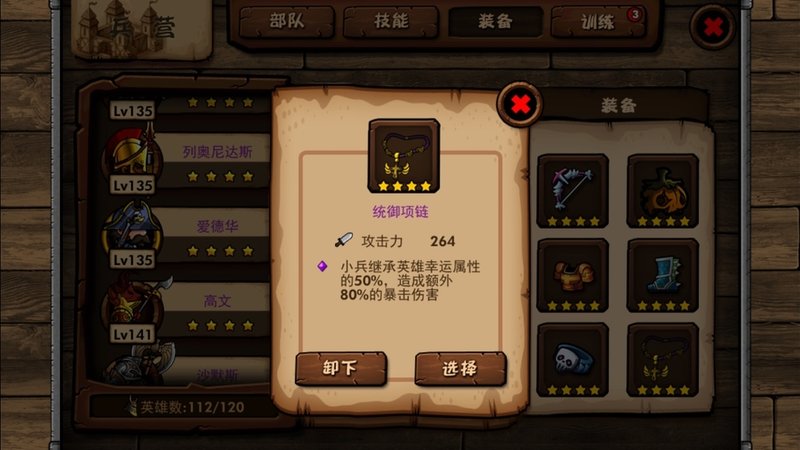 兵营
部队
技能
装备
训练
3
Lv135
列奥尼达斯
Lv135
爱德华
Lv135
高文
Lv141
沙默斯
英雄数:112/120
统御项链
攻击力 264
小兵继承英雄幸运属性
的50%，造成额外
80%的暴击伤害
卸下
选择
装备